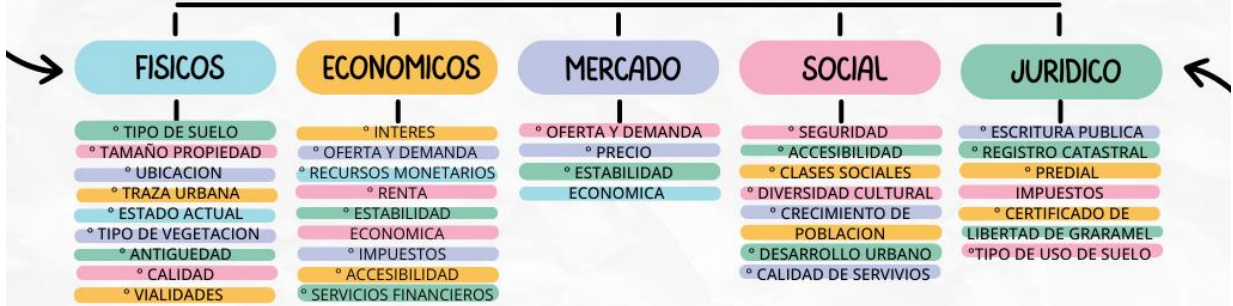 FISICOS
° TIPO DE SUELO
° TAMAÑO PROPIEDAD
° UBICACION
° TRAZA URBANA
° ESTADO ACTUAL
° TIPO DE VEGETACION
° ANTIGUEDAD
° CALIDAD
° VIALIDADES
ECONOMICOS
° INTERES
° OFERTA Y DEMANDA
° RECURSOS MONETARIOS
° RENTA
° ESTABILIDAD
ECONOMICA
° IMPUESTOS
° ACCESIBILIDAD
° SERVICIOS FINANCIEROS
MERCADO
° OFERTA Y DEMANDA
° PRECIO
° ESTABILIDAD
ECONOMICA
SOCIAL
° SEGURIDAD
° ACCESIBILIDAD
° CLASES SOCIALES
° DIVERSIDAD CULTURAL
° CRECIMIENTO DE
POBLACION
° DESARROLLO URBANO
° CALIDAD DE SERVIVIOS
JURIDICO
° ESCRITURA PUBLICA
° REGISTRO CATASTRAL
° PREDIAL
IMPUESTOS
° CERTIFICADO DE
LIBERTAD DE GRARAMEL
°TIPO DE USO DE SUELO